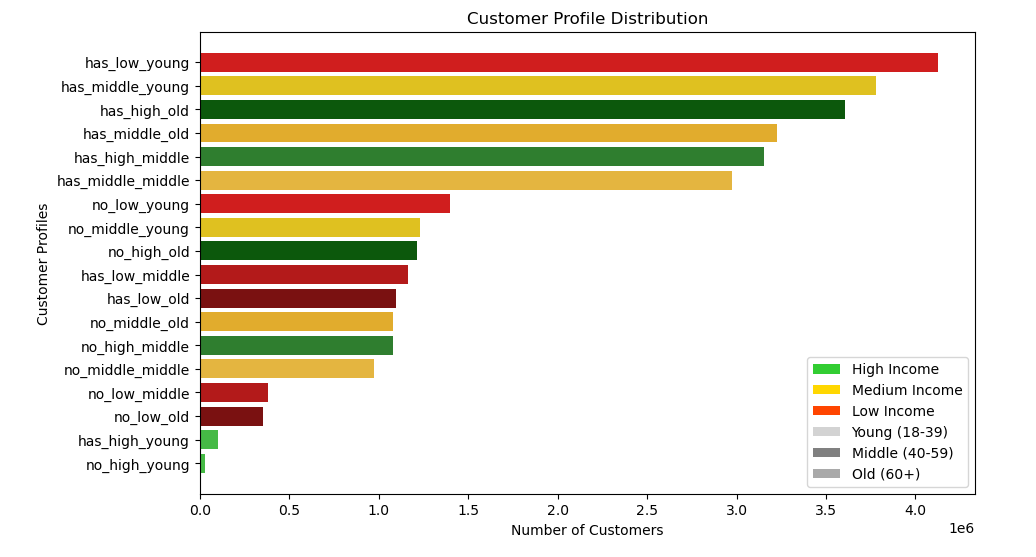 Customer Profile Distribution
Customer Profiles
has_low_young
has_middle_young
has_high_old
has_middle_old
has_high_middle
has_middle_middle
no_low_young
no_middle_young
no_high_old
has_low_middle
has_low_old
no_middle_old
no_high_middle
no_middle_middle
no_low_middle
no_low_old
has_high_young
no_high_young
High Income
Medium Income
Low Income
Young (18-39)
Middle (40-59)
Old (60+)
0.0 0.5 1.0 1.5 2.0 2.5 3.0 3.5 4.0
1e6
Number of Customers